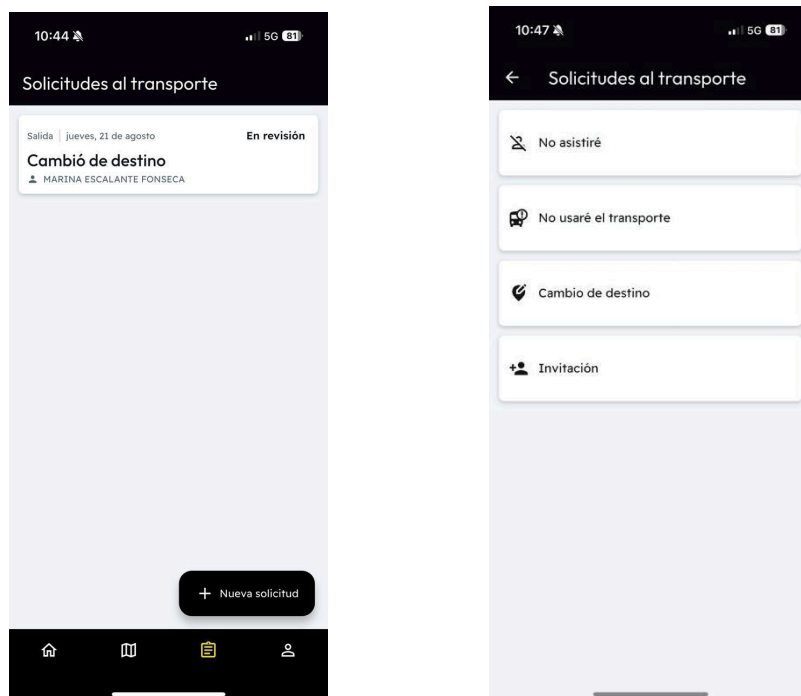 10:44
5G 81
Solicitudes al transporte
Salida | jueves, 21 de agosto
En revisión
Cambió de destino
MARINA ESCALANTE FONSECA
+ Nueva solicitud
10:47
5G 81
← Solicitudes al transporte
No asistiré
No usaré el transporte
Cambio de destino
Invitación